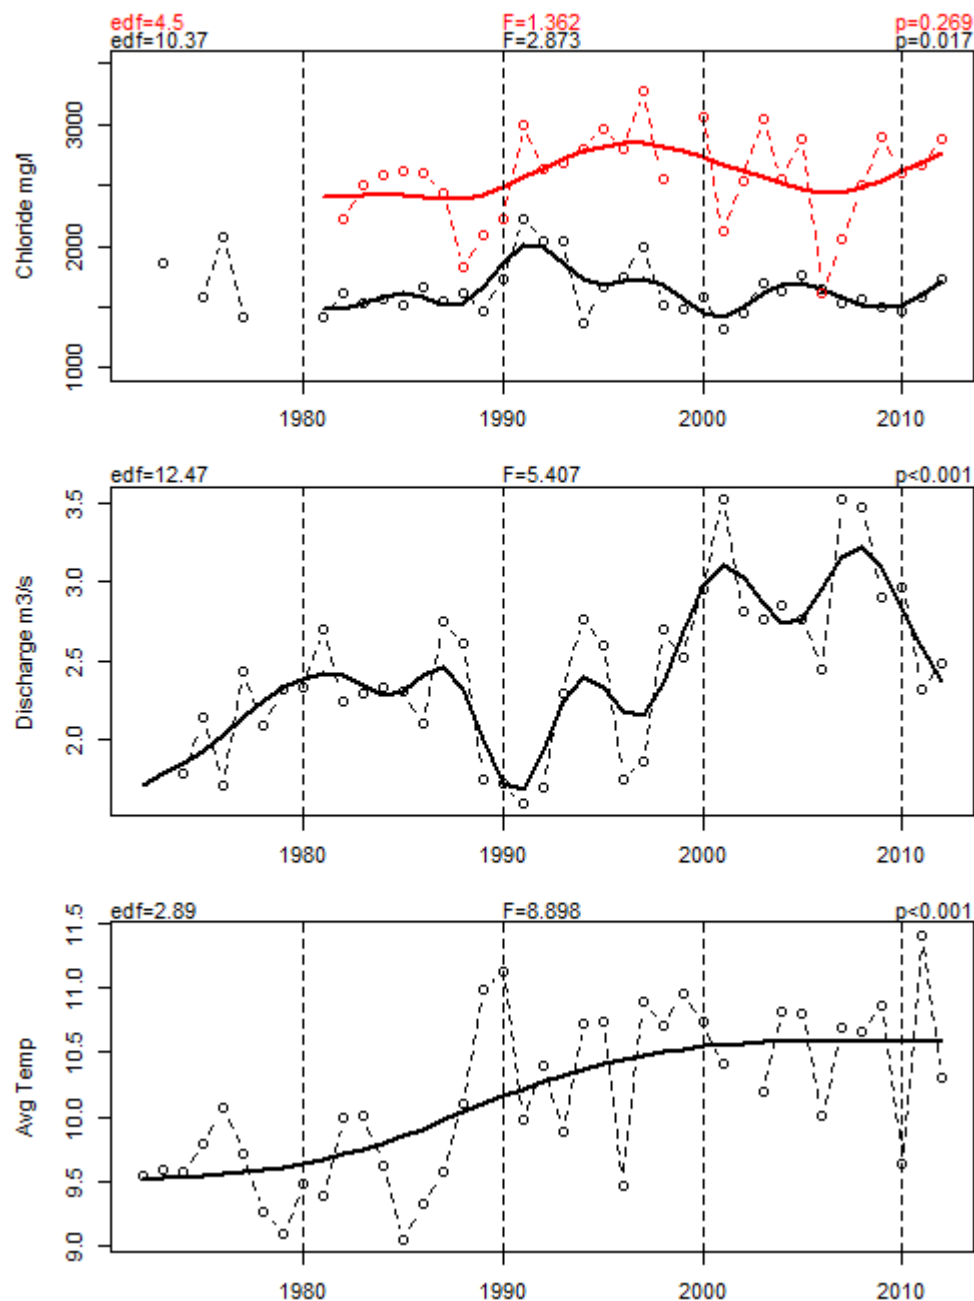 edf=4.5 F=1.362 p=0.269
edf=10.37 F=2.873 p=0.017
Chloride mg/l
3000
2000
1000
1980 1990 2000 2010
edf=12.47 F=5.407 p<0.001
Discharge m3/s
3.5
3.0
2.5
2.0
1980 1990 2000 2010
edf=2.89 F=8.898 p<0.001
Avg Temp
11.5
11.0
10.5
10.0
9.5
9.0
1980 1990 2000 2010